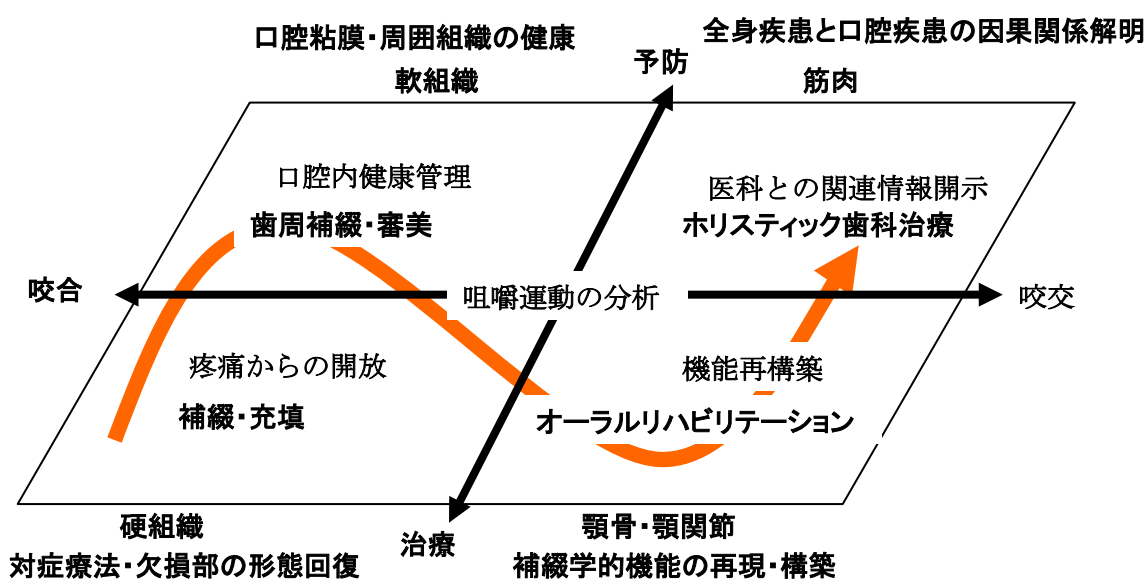 口腔粘膜・周囲組織の健康
全身疾患と口腔疾患の因果関係解明
軟組織
予防
筋肉
口腔内健康管理
歯周補綴・審美
医科との関連情報開示
ホリスティック歯科治療
咬合
咀嚼運動の分析
咬交
疼痛からの開放
補綴・充填
機能再構築
オーラルリハビリテーション
硬組織
対症療法・欠損部の形態回復
治療
顎骨・顎関節
補綴学的機能の再現・構築